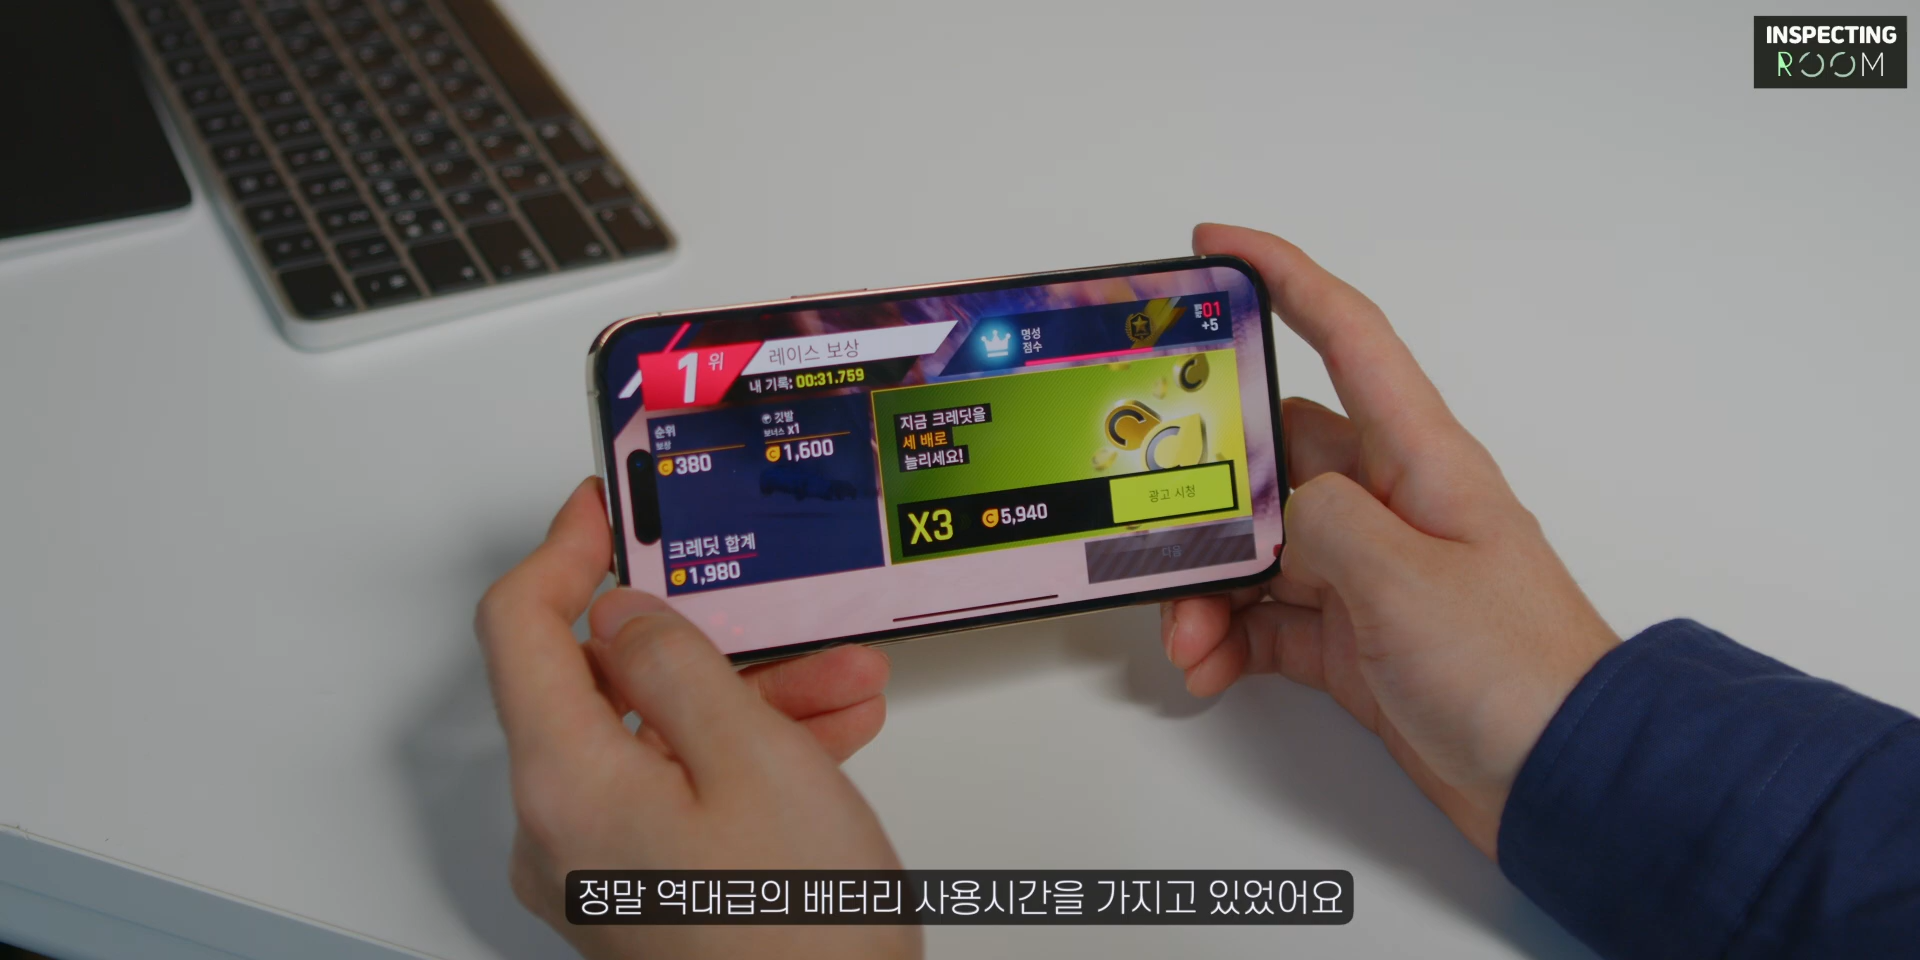 INSPECTING
ROOM
1위
레이스 보상
내 기록: 00:31.759
명성
점수
01
+5
순위
보상
380
깃발
보너스 x1
1,600
크레딧 합계
1,980
지금 크레딧을
세 배로
늘리세요!
X3
5,940
광고 시청
다음
정말 역대급의 배터리 사용시간을 가지고 있었어요